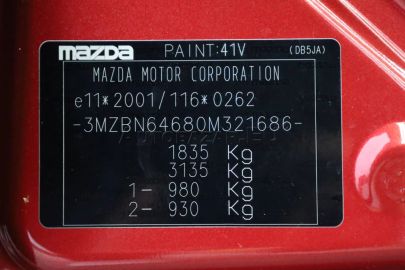 mazda PAINT:41V (DB5JA)
MAZDA MOTOR CORPORATION
e11*2001/116*0262
-3MZBN64680M321686-
1835 Kg
3135 Kg
1- 980 Kg
2- 930 Kg